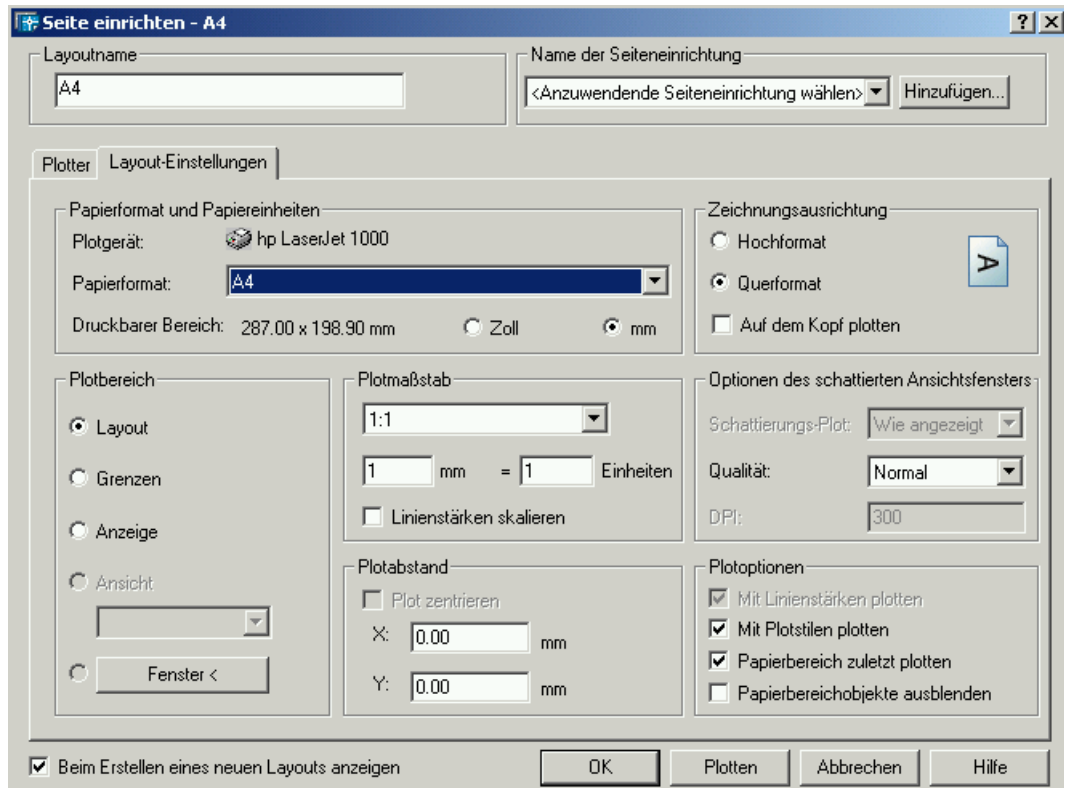 Seite einrichten - A4
Layoutname
A4
Name der Seiteneinrichtung
<Anzuwendende Seiteneinrichtung wählen>
Hinzufügen...
Plotter
Layout-Einstellungen
Papierformat und Papiereinheiten
Plotgerät: hp LaserJet 1000
Papierformat: A4
Druckbarer Bereich: 287.00 x 198.90 mm Zoll mm
Zeichnungsausrichtung
Hochformat
Querformat
Auf dem Kopf plotten
A
Plotbereich
Layout
Grenzen
Anzeige
Ansicht
Fenster <
Plotmaßstab
1:1
1 mm = 1 Einheiten
Linienstärken skalieren
Plotabstand
Plot zentrieren
X: 0.00 mm
Y: 0.00 mm
Optionen des schattierten Ansichtsfensters
Schattierungs-Plot: Wie angezeigt
Qualität: Normal
DPI: 300
Plotoptionen
Mit Linienstärken plotten
Mit Plotstilen plotten
Papierbereich zuletzt plotten
Papierbereichobjekte ausblenden
Beim Erstellen eines neuen Layouts anzeigen
OK
Plotten
Abbrechen
Hilfe